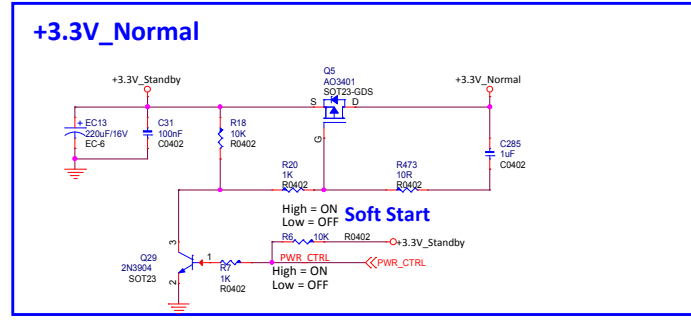 +3.3V_Normal
Q5
AO3401
SOT23-GDS
+3.3V_Standby
+3.3V_Normal
S
D
G
+ EC13
220uF/16V
EC-6
C31
100nF
C0402
R18
10K
R0402
C285
1uF
C0402
R20
1K
R0402
R473
10R
R0402
High = ON
Low = OFF
Soft Start
R6
10K
R0402
+3.3V_Standby
3
Q29
2N3904
SOT23
1
2
R7
1K
R0402
PWR_CTRL
PWR_CTRL
High = ON
Low = OFF